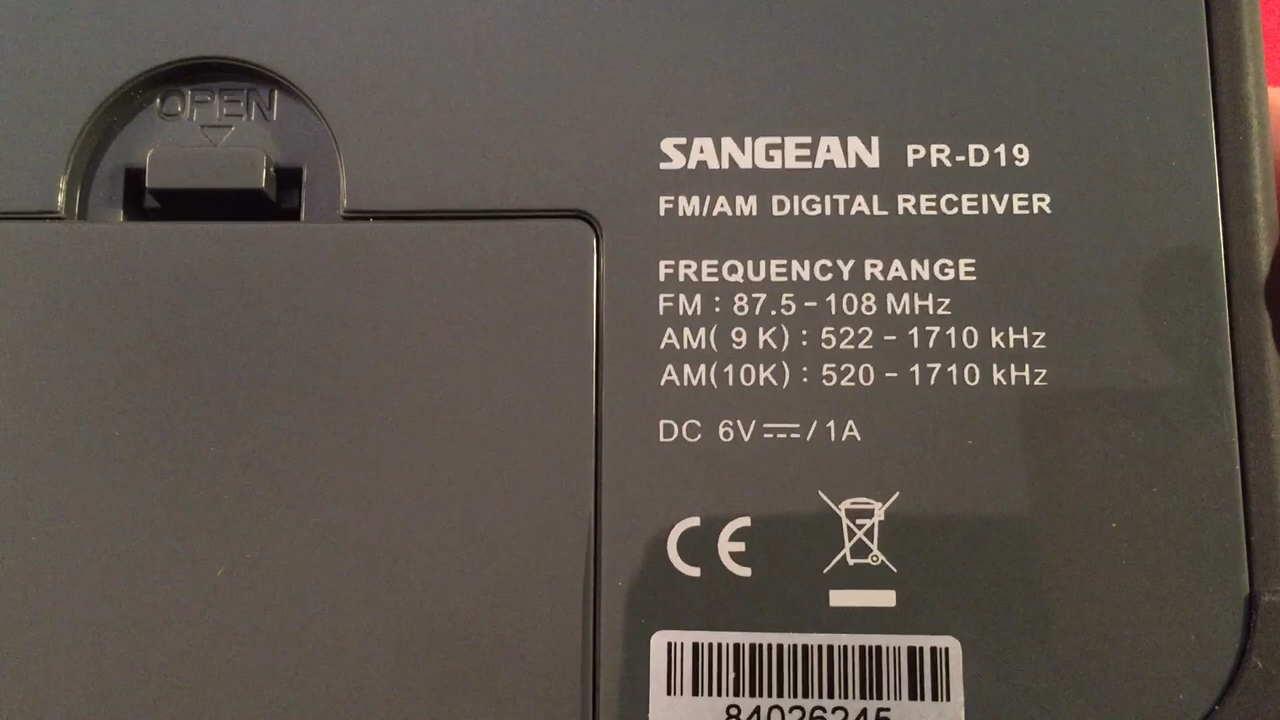 OPEN
SANGEAN PR-D19
FM/AM DIGITAL RECEIVER
FREQUENCY RANGE
FM : 87.5 - 108 MHz
AM( 9 K) : 522 - 1710 kHz
AM(10K) : 520 - 1710 kHz
DC 6V⎓/1A
CE
84026245